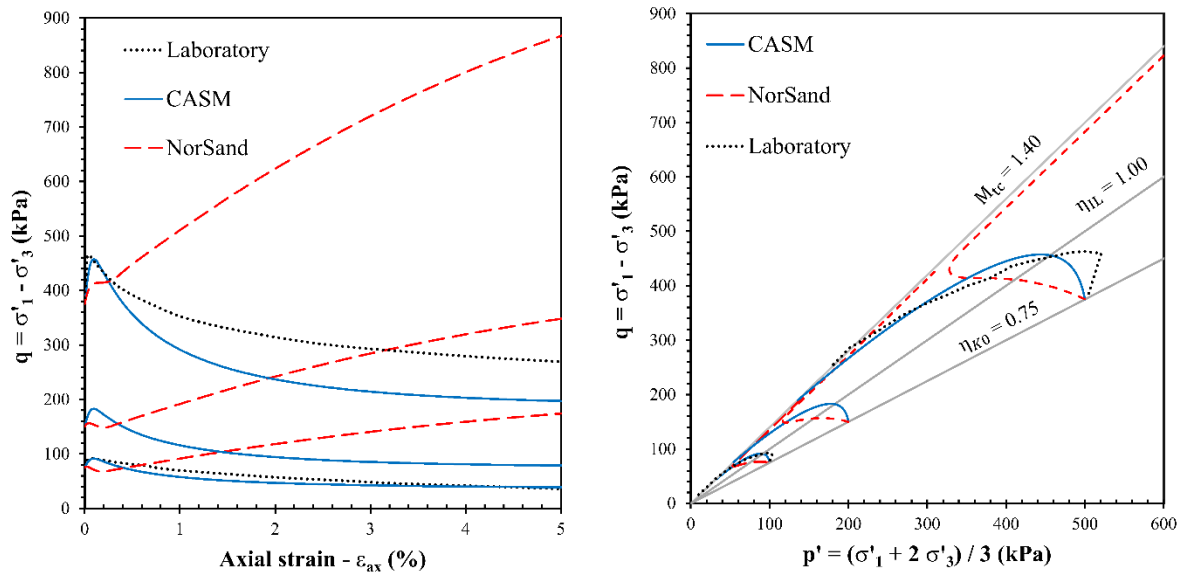 900
800
700
600
500
400
300
200
100
0
q = σ'₁ - σ'₃ (kPa)
Laboratory
CASM
NorSand
0
1
2
3
4
5
Axial strain - εₐₓ (%)
900
800
700
600
500
400
300
200
100
0
q = σ'₁ - σ'₃ (kPa)
CASM
NorSand
Laboratory
M_tc = 1.40
η_IL = 1.00
η_K0 = 0.75
0
100
200
300
400
500
600
p' = (σ'₁ + 2 σ'₃) / 3 (kPa)